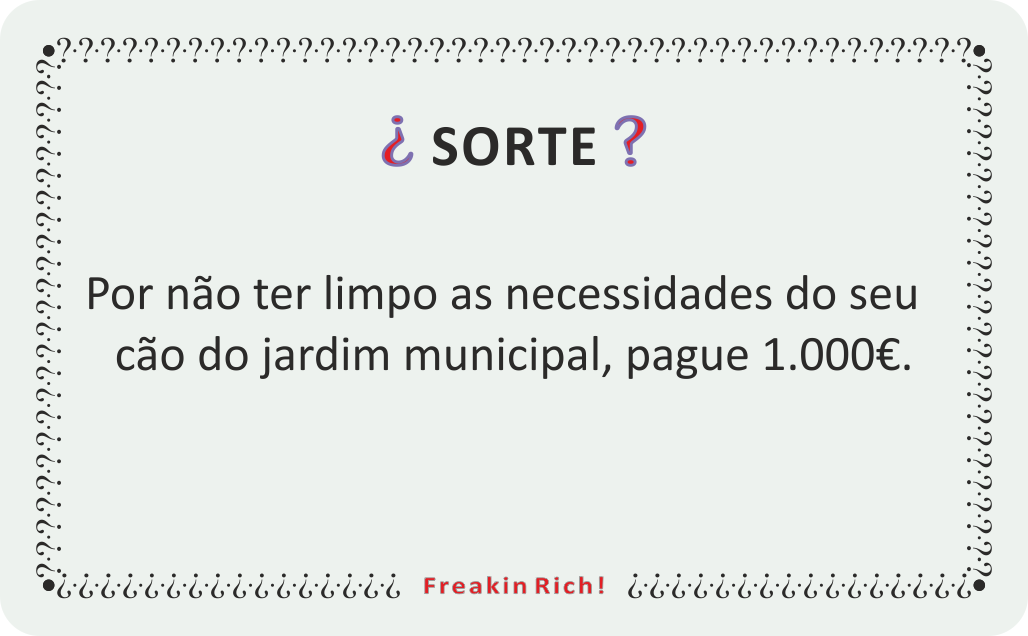 ¿ SORTE ?
Por não ter limpo as necessidades do seu
cão do jardim municipal, pague 1.000€.
Freakin Rich!